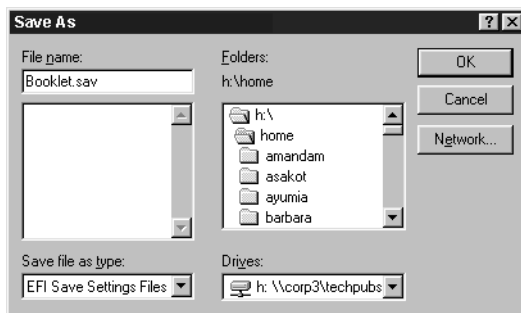 Save As
File name:
Booklet.sav
Folders:
h:\home
h:\
home
amandam
asakot
ayumia
barbara
OK
Cancel
Network...
Save file as type:
EFI Save Settings Files
Drives:
h: \\corp3\techpubs